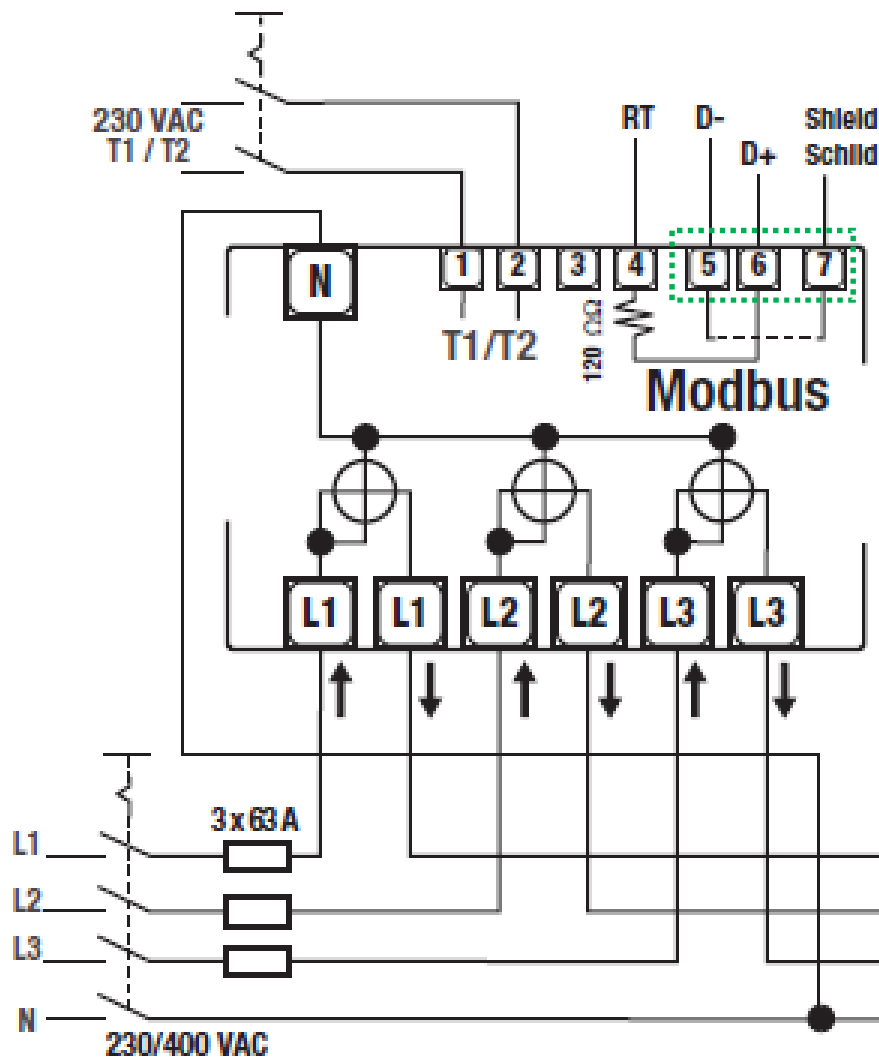 230 VAC
T1 / T2
RT
D-
D+
Shield
Schild
N
1
2
3
4
5
6
7
T1/T2
120 ΩΩ
Modbus
L1
L1
L2
L2
L3
L3
3 x 63 A
L1
L2
L3
N
230/400 VAC